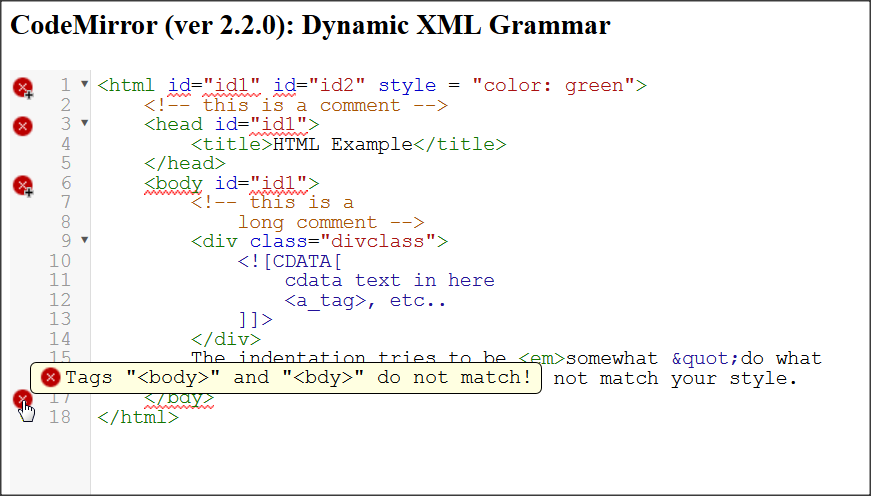 CodeMirror (ver 2.2.0): Dynamic XML Grammar
1 <html id="id1" id="id2" style = "color: green">
2 <!-- this is a comment -->
3 <head id="id1">
4 <title>HTML Example</title>
5 </head>
6 <body id="id1">
7 <!-- this is a
8 long comment -->
9 <div class="divclass">
10 <![CDATA[
11 cdata text in here
12 <a_tag>, etc..
13 ]]>
14 </div>
15 The indentation tries to be <em>somewhat &quot;do what
Tags "<body>" and "<bdy>" do not match! not match your style.
17 </bdy>
18 </html>